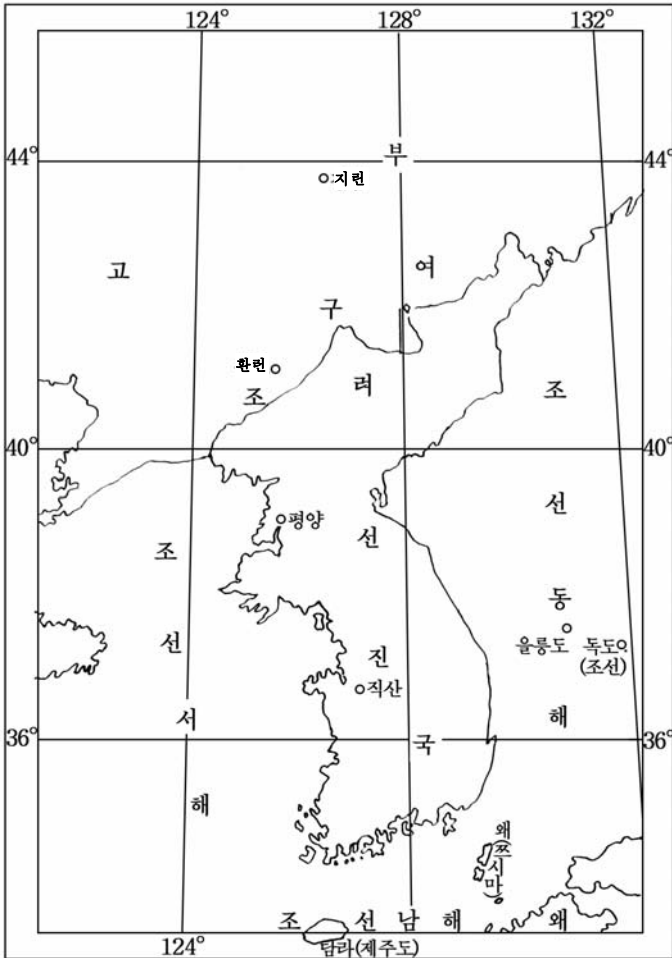 124° 128° 132°
44°
부
지런
고
여
구
환런
조
려
조
40° 40°
선
평양
선
조
동
울릉도 독도
(조선)
선
진
직산
서
해
36° 국 36°
해
왜(쯔시마)
조 선 남 해 왜
탐라(제주도)
124° 128°
44°